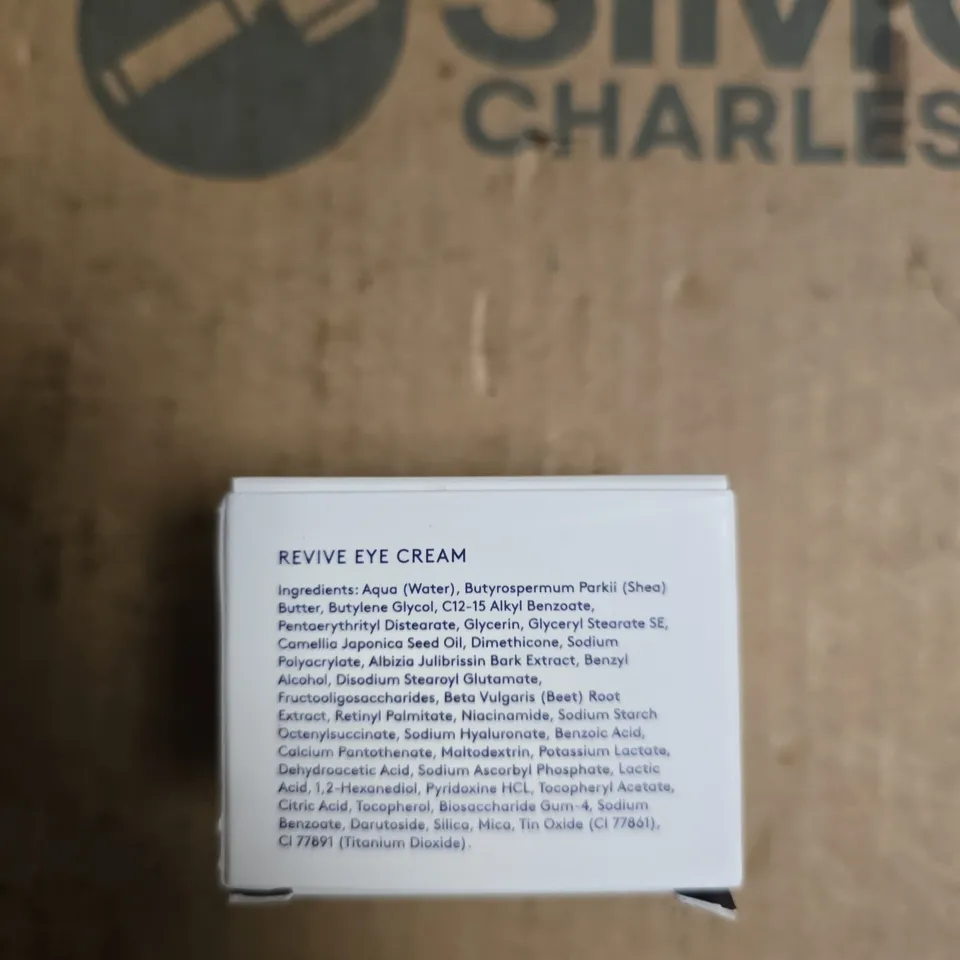 SIMO
CHARLES
REVIVE EYE CREAM
Ingredients: Aqua (Water), Butyrospermum Parkii (Shea)
Butter, Butylene Glycol, C12-15 Alkyl Benzoate,
Pentaerythrityl Distearate, Glycerin, Glyceryl Stearate SE,
Camellia Japonica Seed Oil, Dimethicone, Sodium
Polyacrylate, Albizia Julibrissin Bark Extract, Benzyl
Alcohol, Disodium Stearoyl Glutamate,
Fructooligosaccharides, Beta Vulgaris (Beet) Root
Extract, Retinyl Palmitate, Niacinamide, Sodium Starch
Octenylsuccinate, Sodium Hyaluronate, Benzoic Acid,
Calcium Pantothenate, Maltodextrin, Potassium Lactate,
Dehydroacetic Acid, Sodium Ascorbyl Phosphate, Lactic
Acid, 1,2-Hexanediol, Pyridoxine HCL, Tocopheryl Acetate,
Citric Acid, Tocopherol, Biosaccharide Gum-4, Sodium
Benzoate, Darutoside, Silica, Mica, Tin Oxide (CI 77861),
CI 77891 (Titanium Dioxide).